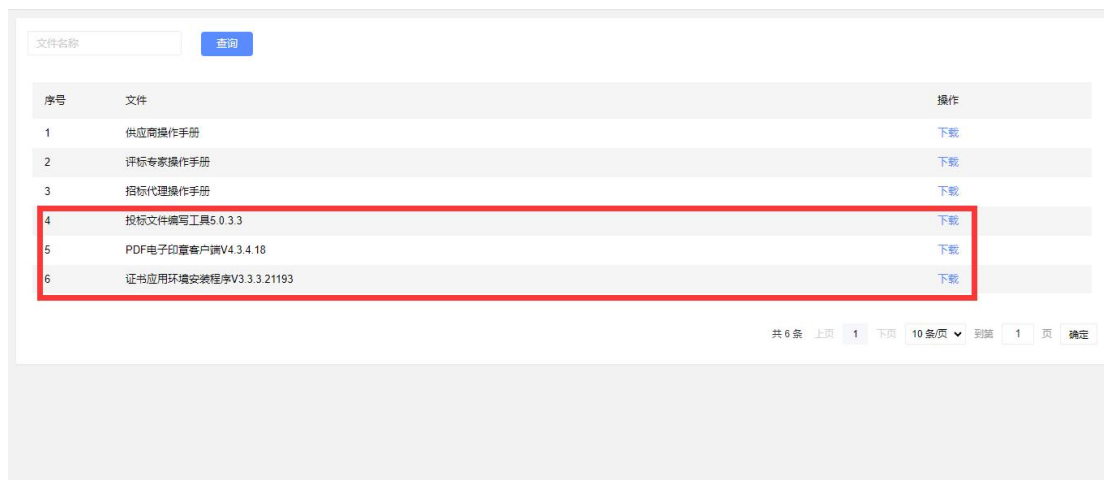 文件名称 查询
序号 文件 操作
1 供应商操作手册 下载
2 评标专家操作手册 下载
3 招标代理操作手册 下载
4 投标文件编写工具5.0.3.3 下载
5 PDF电子印章客户端V4.3.4.18 下载
6 证书应用环境安装程序V3.3.3.21193 下载
共 6 条 上页 1 下页 10 条/页 到第 1 页 确定